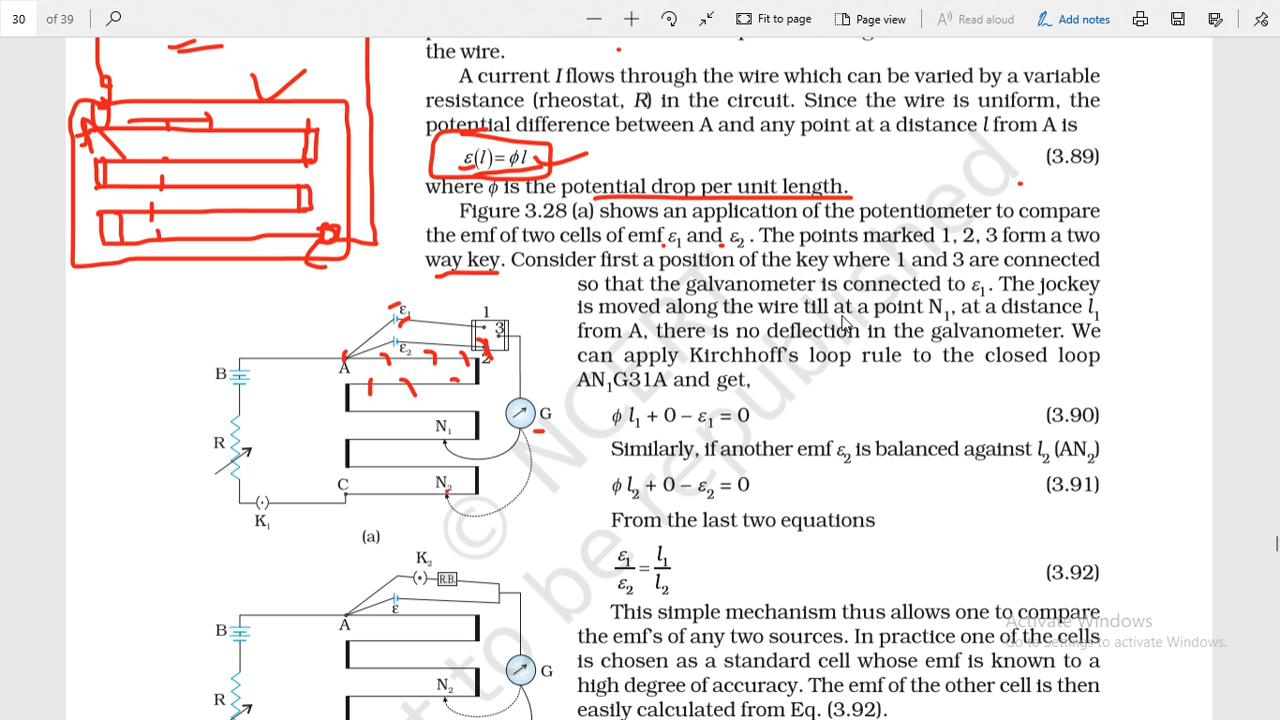 30 of 39 Fit to page Page view Read aloud Add notes
the wire.
A current I flows through the wire which can be varied by a variable
resistance (rheostat, R) in the circuit. Since the wire is uniform, the
potential difference between A and any point at a distance l from A is
ε(l)= ϕl (3.89)
where ϕ is the potential drop per unit length.
Figure 3.28 (a) shows an application of the potentiometer to compare
the emf of two cells of emf ε₁ and ε₂ . The points marked 1, 2, 3 form a two
way key. Consider first a position of the key where 1 and 3 are connected
so that the galvanometer is connected to ε₁. The jockey
is moved along the wire till at a point N₁, at a distance l₁
from A, there is no deflection in the galvanometer. We
can apply Kirchhoff's loop rule to the closed loop
AN₁G31A and get,
ϕ l₁ + 0 – ε₁ = 0 (3.90)
Similarly, if another emf ε₂ is balanced against l₂ (AN₂)
ϕ l₂ + 0 – ε₂ = 0 (3.91)
From the last two equations
ε₁/ε₂ = l₁/l₂ (3.92)
This simple mechanism thus allows one to compare
the emf's of any two sources. In practice one of the cells
is chosen as a standard cell whose emf is known to a
high degree of accuracy. The emf of the other cell is then
easily calculated from Eq. (3.92).
ε₁
1
3
ε₂
2
A
B
G
N₁
R
C
N₂
K₁
(a)
K₂
R.B.
ε
A
B
G
N₂
R
© NCERT
not to be republished
Activate Windows
Go to Settings to activate Windows.